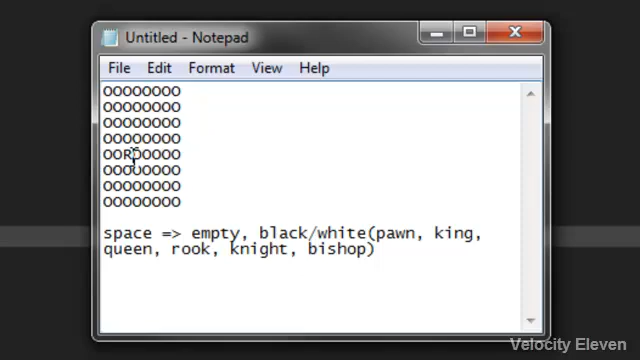 Untitled - Notepad
File Edit Format View Help
OOOOOOOO
OOOOOOOO
OOOOOOOO
OOOOOOOO
OOROOOOO
OOOOOOOO
OOOOOOOO
OOOOOOOO
space => empty, black/white(pawn, king,
queen, rook, knight, bishop)
Velocity Eleven